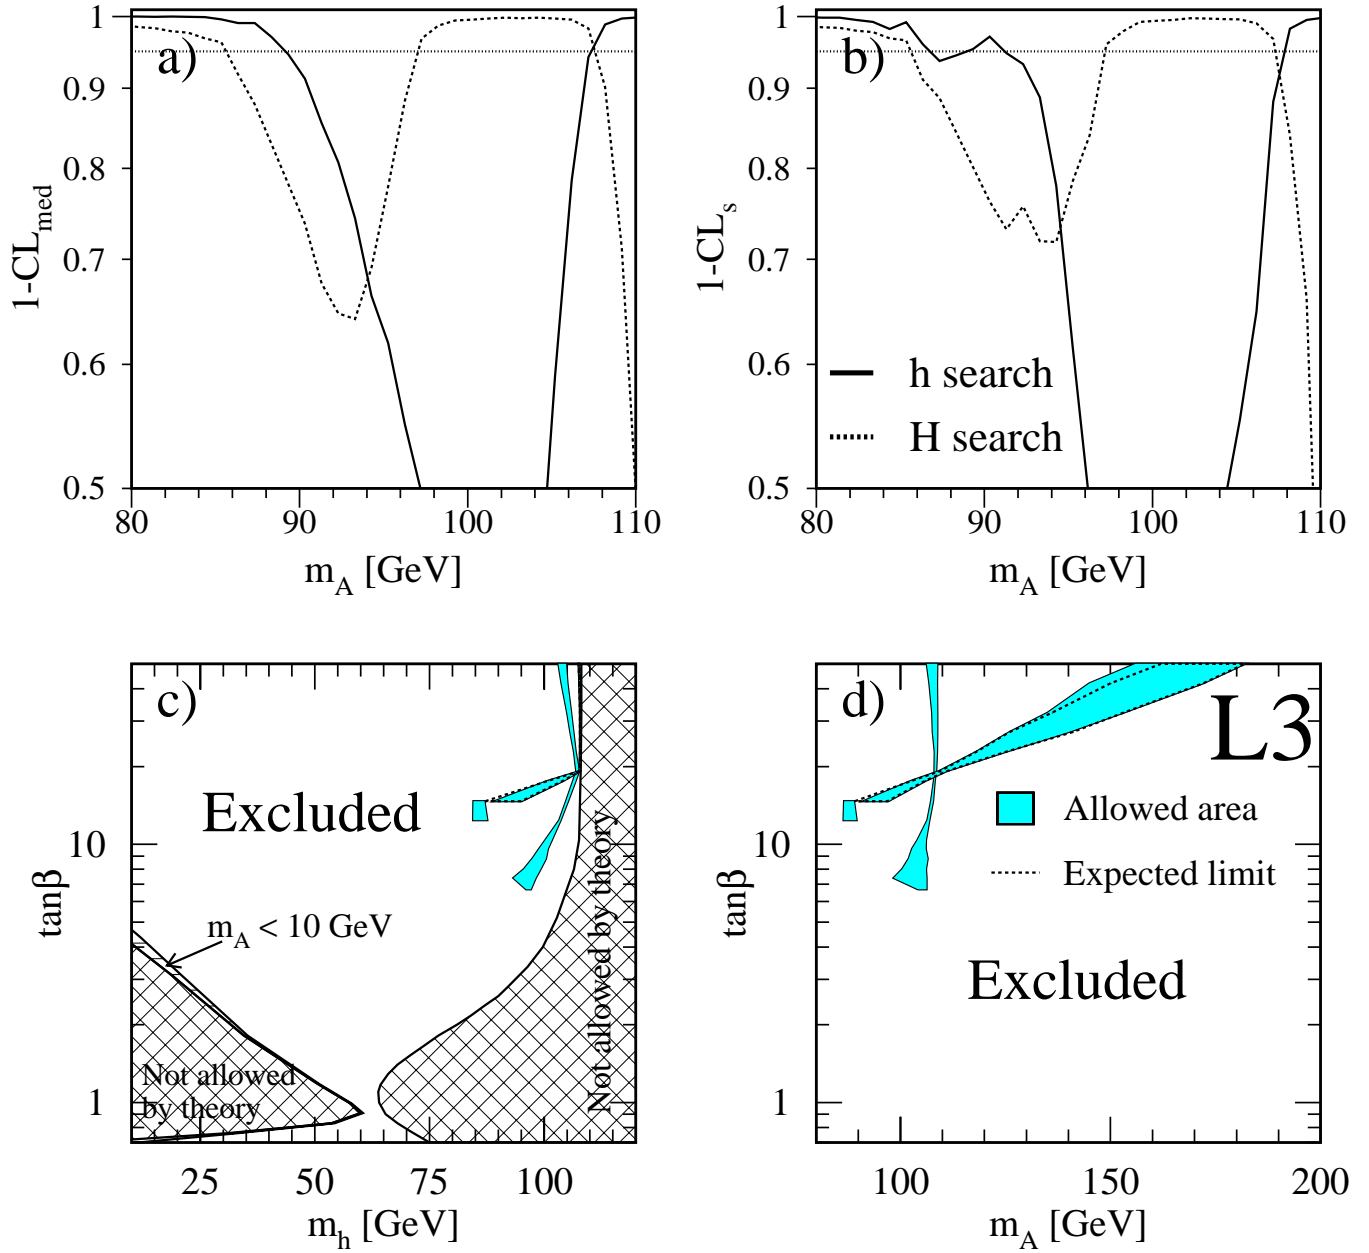 a)
1
0.9
0.8
0.7
0.6
0.5
1-CL_med
80 90 100 110
m_A [GeV]
b)
1
0.9
0.8
0.7
0.6
0.5
1-CL_s
h search
H search
80 90 100 110
m_A [GeV]
c)
Excluded
10
1
tanβ
m_A < 10 GeV
Not allowed
by theory
Not allowed by theory
25 50 75 100
m_h [GeV]
d)
L3
Allowed area
Expected limit
Excluded
10
1
tanβ
100 150 200
m_A [GeV]